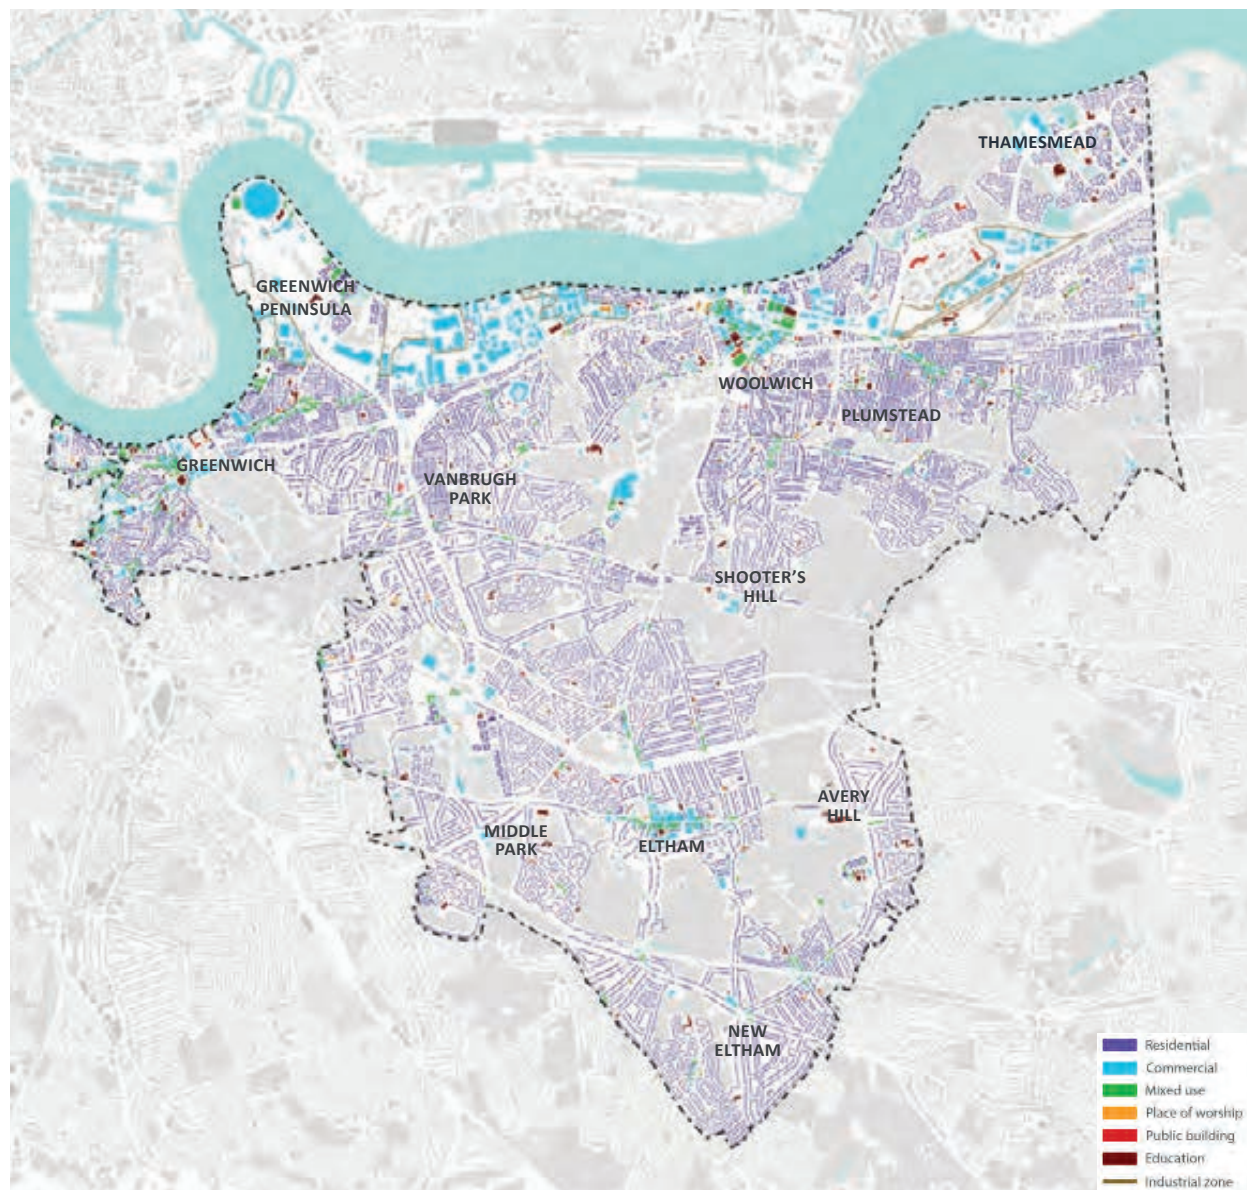 THAMESMEAD
GREENWICH
PENINSULA
WOOLWICH
PLUMSTEAD
GREENWICH
VANBRUGH
PARK
SHOOTER'S
HILL
AVERY
HILL
MIDDLE
PARK
ELTHAM
NEW
ELTHAM
Residential
Commercial
Mixed use
Place of worship
Public building
Education
Industrial zone